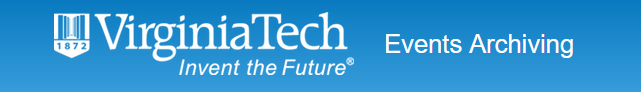 VirginiaTech
Events Archiving
1872
Invent the Future®